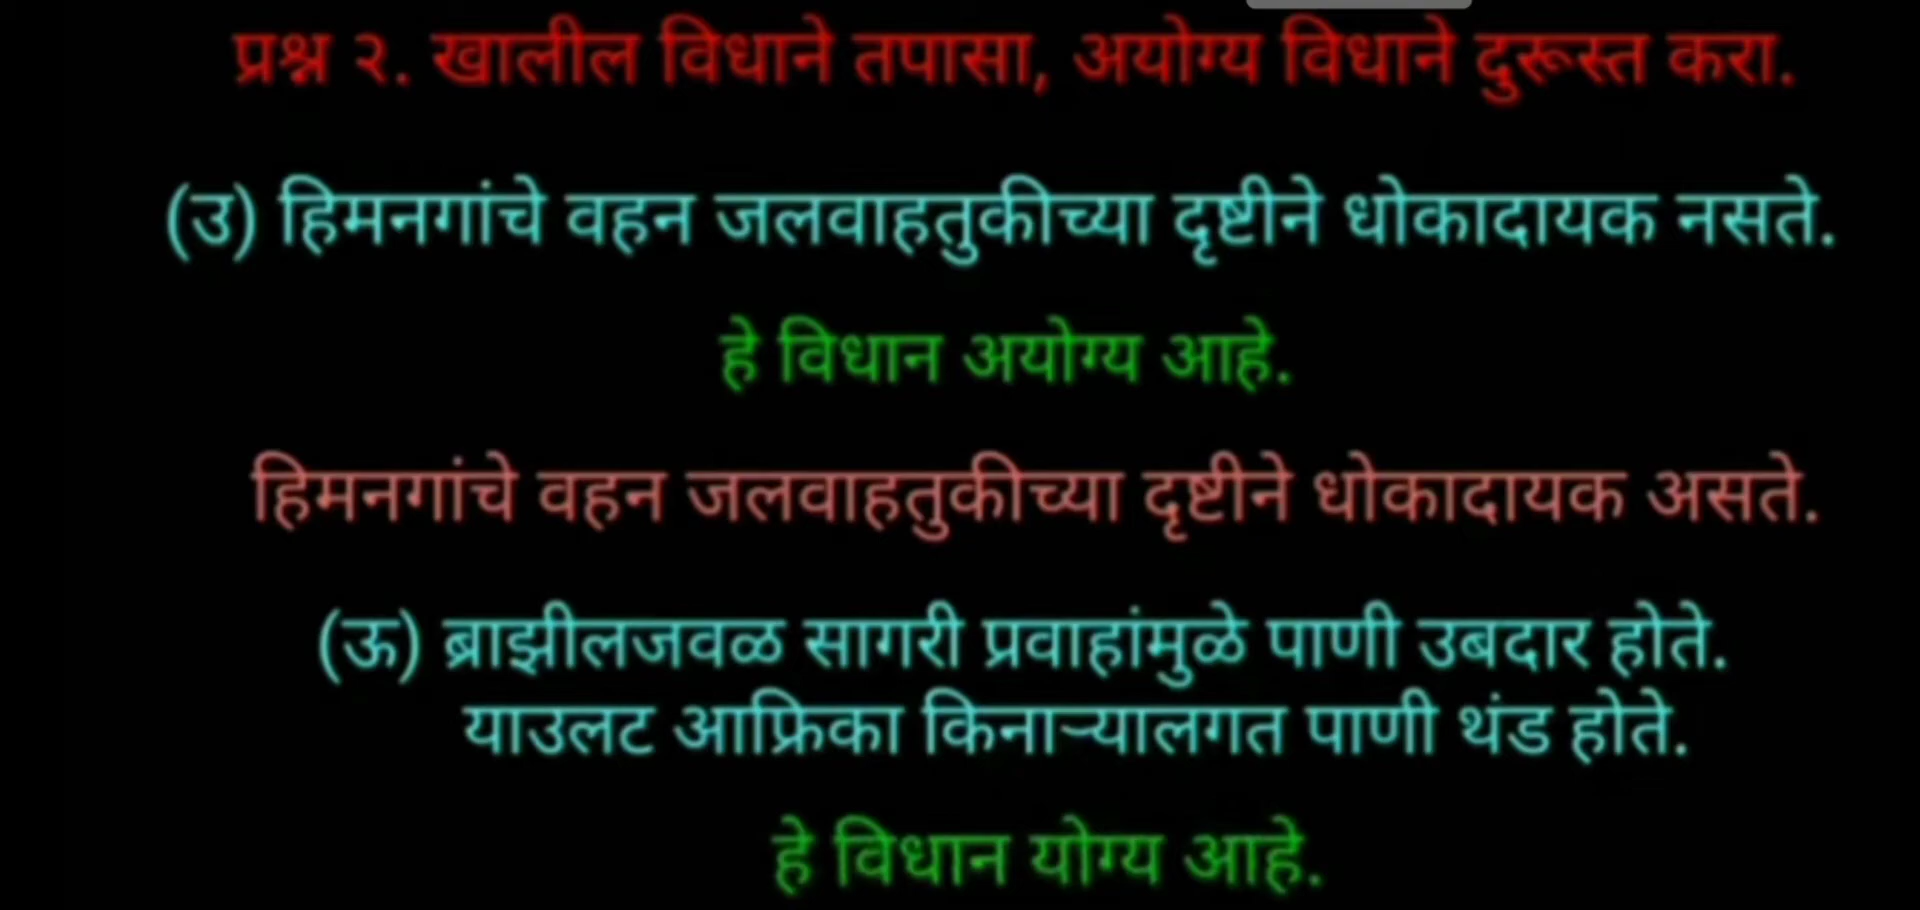 प्रश्न २. खालील विधाने तपासा, अयोग्य विधाने दुरूस्त करा.
(उ) हिमनगांचे वहन जलवाहतुकीच्या दृष्टीने धोकादायक नसते.
हे विधान अयोग्य आहे.
हिमनगांचे वहन जलवाहतुकीच्या दृष्टीने धोकादायक असते.
(ऊ) ब्राझीलजवळ सागरी प्रवाहांमुळे पाणी उबदार होते.
याउलट आफ्रिका किनाऱ्यालगत पाणी थंड होते.
हे विधान योग्य आहे.